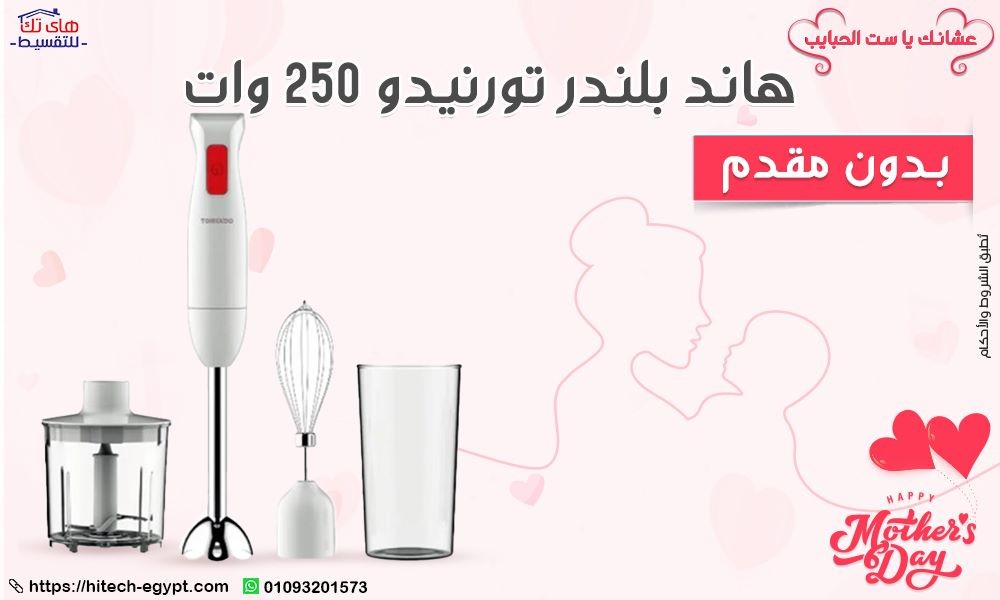 هاى تك
-للتقسيط-
عشانك يا ست الحبايب
هاند بلندر تورنيدو 250 وات
بدون مقدم
تطبق الشروط والأحكام
TORNADO
HAPPY
Mother's
Day
https://hitech-egypt.com
01093201573